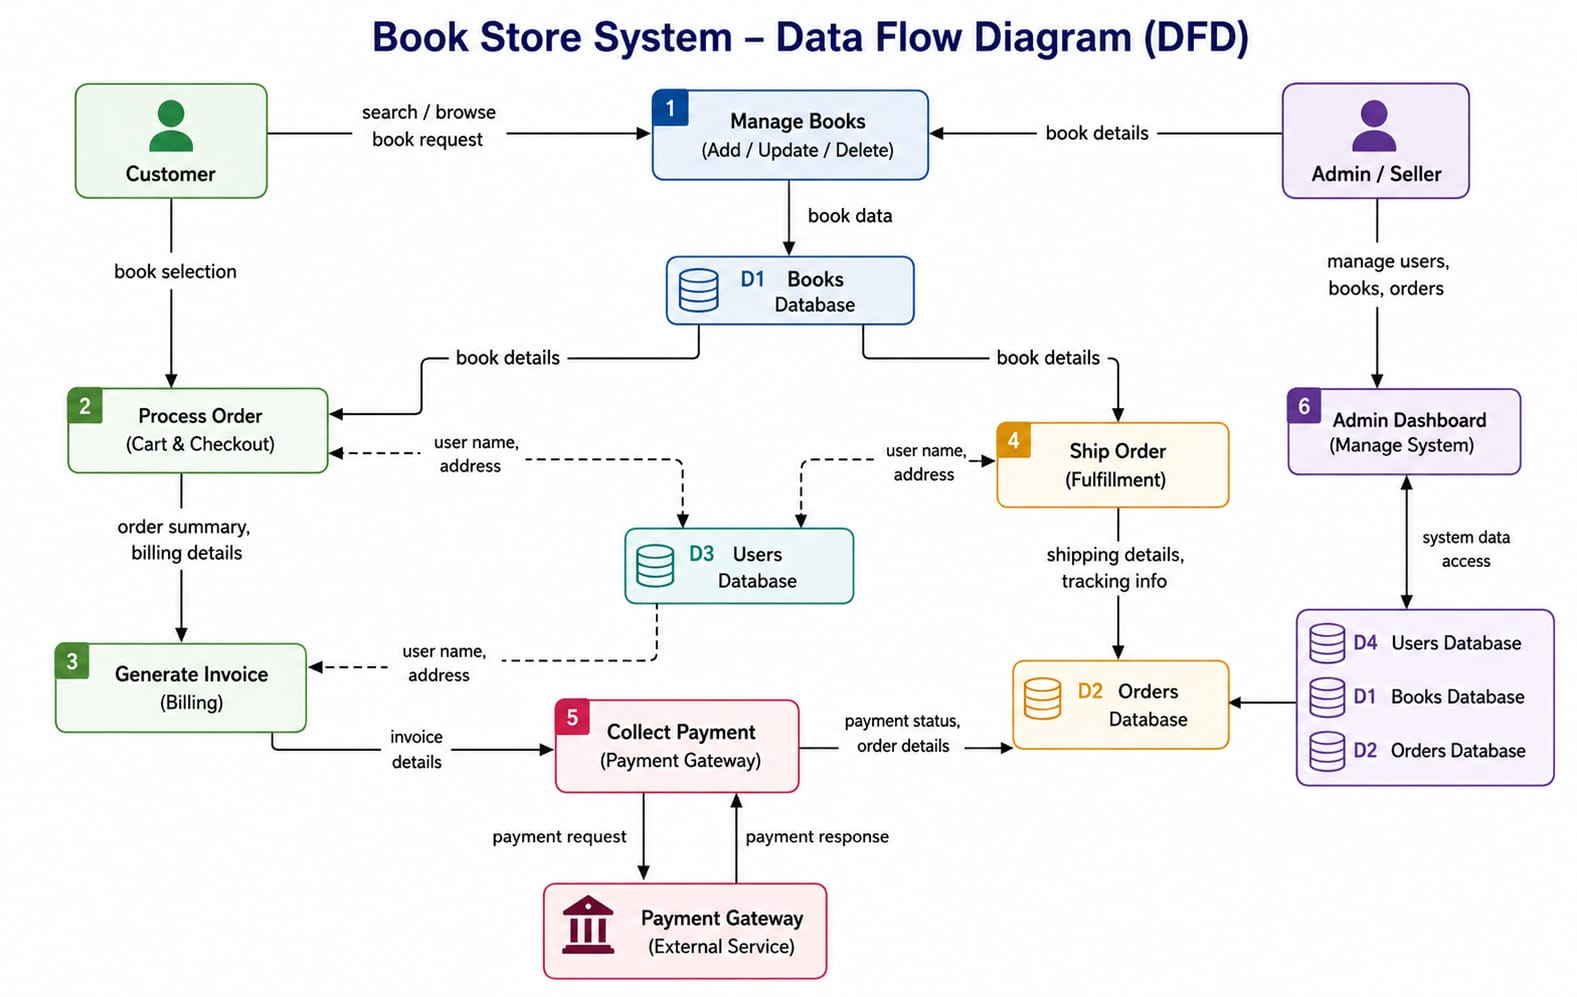 Book Store System – Data Flow Diagram (DFD)
Customer
search / browse
book request
1
Manage Books
(Add / Update / Delete)
book details
Admin / Seller
book data
book selection
manage users,
books, orders
D1 Books
Database
book details
book details
2
Process Order
(Cart & Checkout)
user name,
address
user name,
address
4
Ship Order
(Fulfillment)
6
Admin Dashboard
(Manage System)
order summary,
billing details
D3 Users
Database
shipping details,
tracking info
system data
access
3
Generate Invoice
(Billing)
user name,
address
D2 Orders
Database
D4 Users Database
D1 Books Database
D2 Orders Database
invoice
details
5
Collect Payment
(Payment Gateway)
payment status,
order details
payment request
payment response
Payment Gateway
(External Service)